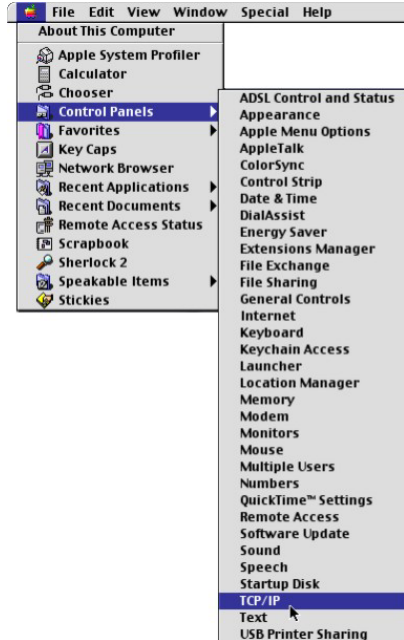 File Edit View Window Special Help
About This Computer
Apple System Profiler
Calculator
Chooser
Control Panels
Favorites
Key Caps
Network Browser
Recent Applications
Recent Documents
Remote Access Status
Scrapbook
Sherlock 2
Speakable Items
Stickies
ADSL Control and Status
Appearance
Apple Menu Options
AppleTalk
ColorSync
Control Strip
Date & Time
DialAssist
Energy Saver
Extensions Manager
File Exchange
File Sharing
General Controls
Internet
Keyboard
Keychain Access
Launcher
Location Manager
Memory
Modem
Monitors
Mouse
Multiple Users
Numbers
QuickTime™ Settings
Remote Access
Software Update
Sound
Speech
Startup Disk
TCP/IP
Text
USB Printer Sharing